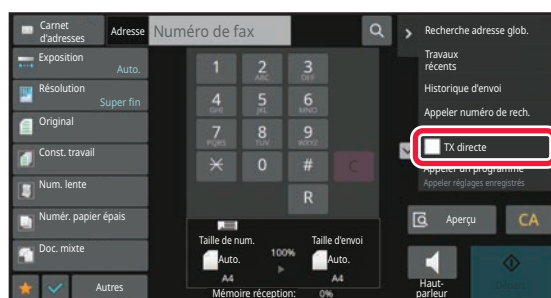 Carnet
d'adresses
Adresse
Numéro de fax
Recherche adresse glob.
Exposition
Auto.
Travaux
récents
Résolution
Super fin
Historique d'envoi
Original
Appeler numéro de rech.
Const. travail
TX directe
Num. lente
Appeler un programme
Appeler réglages enregistrés
Numér. papier
épais
Doc. mixte
Autres
1
2
ABC
3
DEF
4
GHI
5
JKL
6
MNO
7
PQRS
8
TUV
9
WXYZ
0
#
C
R
Taille de num.
100%
Taille d'envoi
Auto.
Auto.
A4
A4
Mémoire réception: 0%
Aperçu
CA
Haut-
parleur